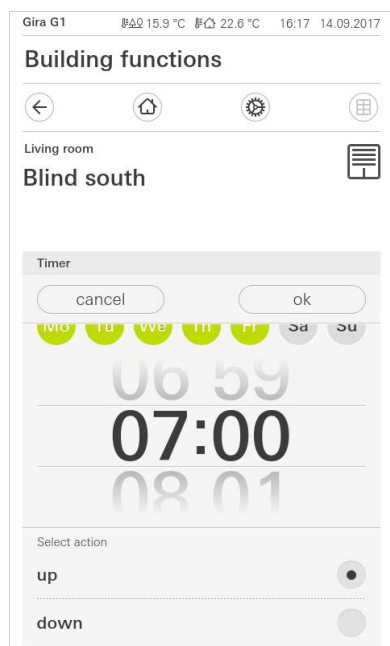 Gira G1 15.9 °C 22.6 °C 16:17 14.09.2017
Building functions
Living room
Blind south
Timer
cancel ok
Mo Tu We Th Fr Sa Su
06 59
07:00
08 01
Select action
up
down